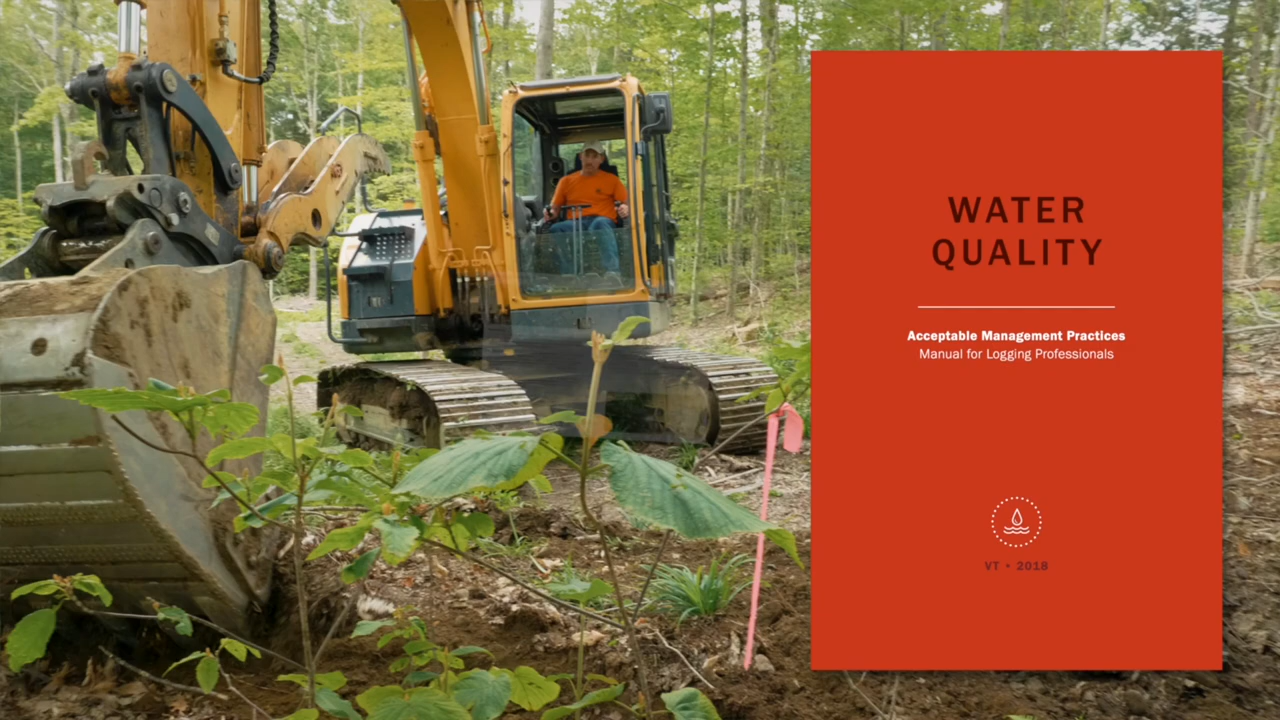 WATER
QUALITY
Acceptable Management Practices
Manual for Logging Professionals
VT • 2018